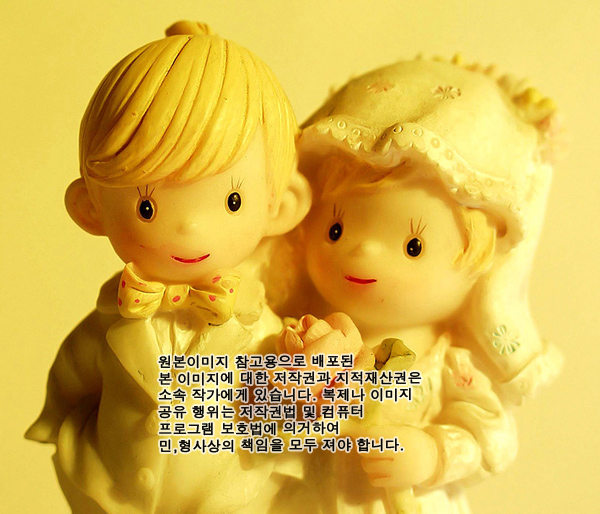 원본이미지 참고용으로 배포된
본 이미지에 대한 저작권과 지적재산권은
소속 작가에게 있습니다. 복제나 이미지
공유 행위는 저작권법 및 컴퓨터
프로그램 보호법에 의거하여
민,형사상의 책임을 모두 져야 합니다.